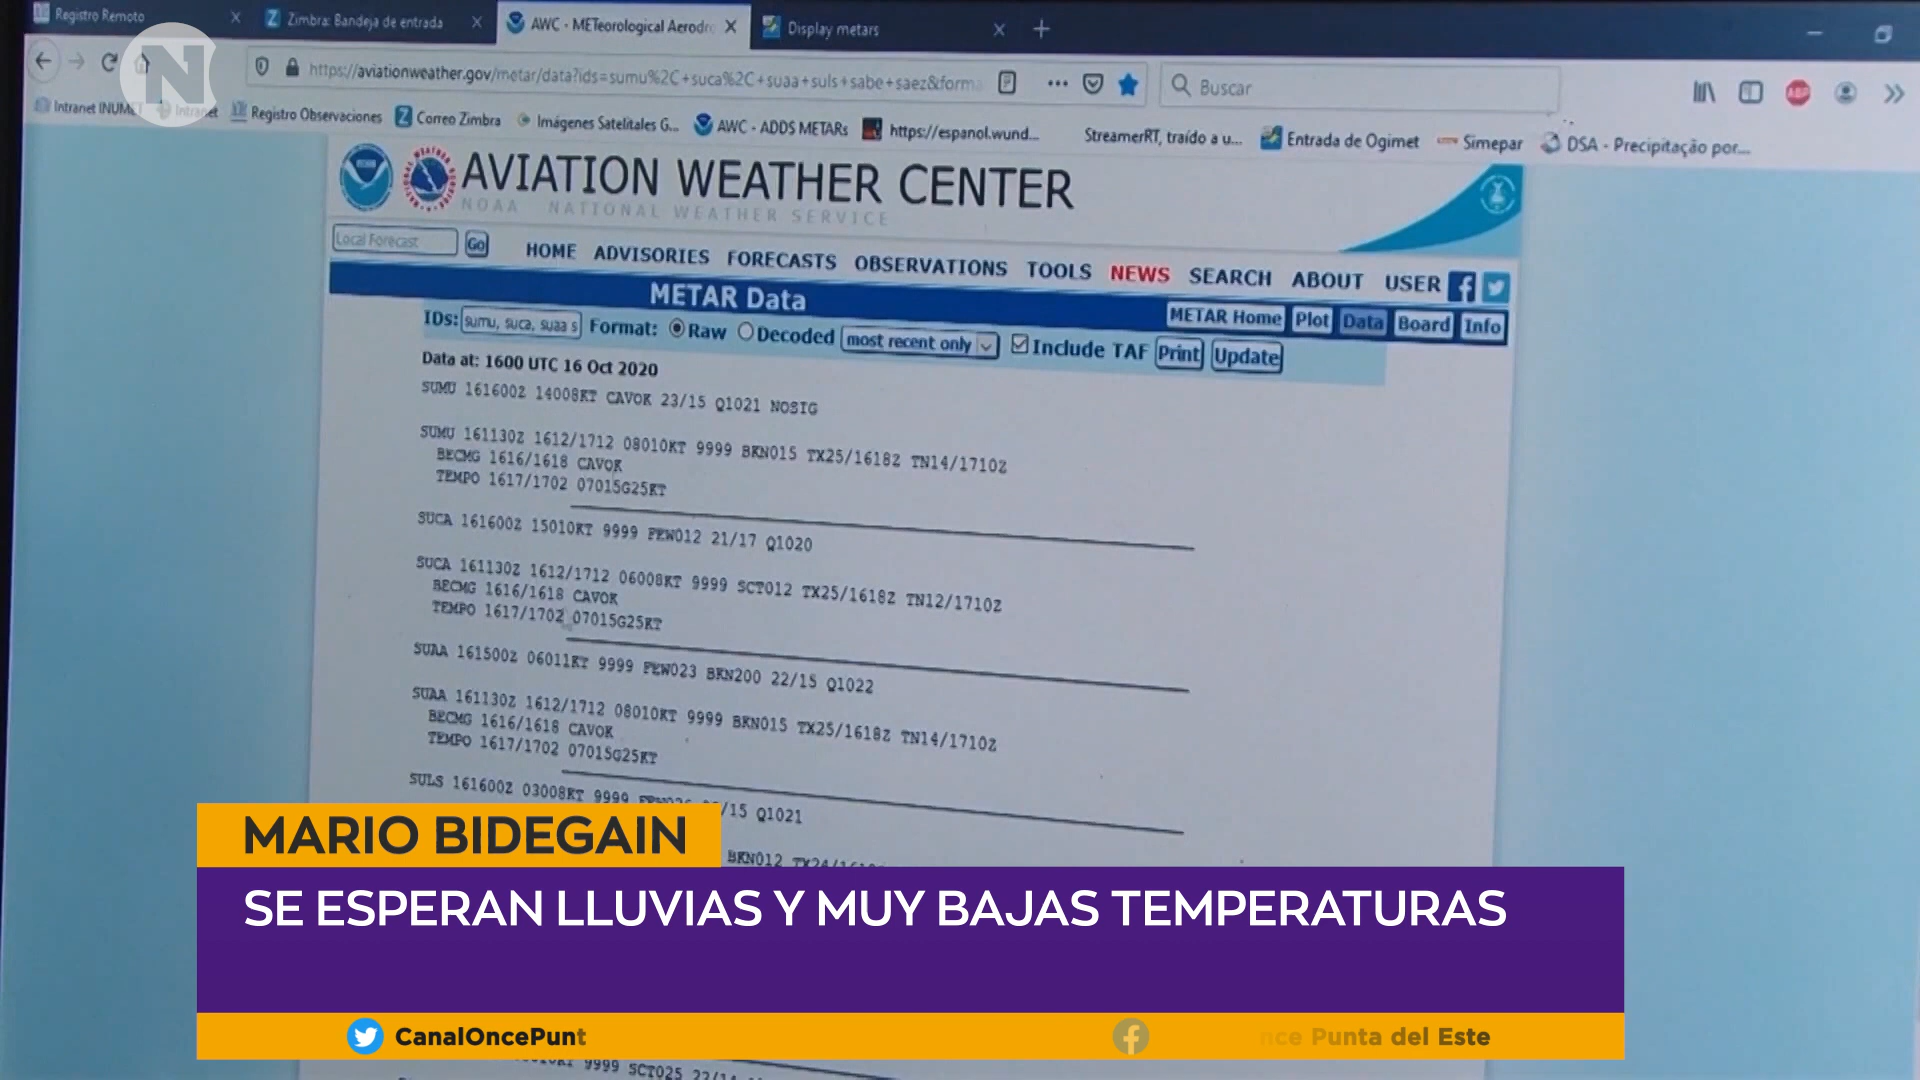 Registro Remoto
Zimbra: Bandeja de entrada
AWC - METeorological Aerodr
Display metars
https://aviationweather.gov/metar/data?ids=sumu%2C+suca%2C+suaa+suls+sabe+saez&forma
Buscar
Intranet INUMET
Intranet
Registro Observaciones
Correo Zimbra
Imágenes Satelitales G...
AWC - ADDS METARs
https://espanol.wund...
StreamerRT, traído a u...
Entrada de Ogimet
Simepar
DSA - Precipitação por...
N
AVIATION WEATHER CENTER
NOAA NATIONAL WEATHER SERVICE
Local Forecast
Go
HOME ADVISORIES FORECASTS OBSERVATIONS TOOLS NEWS SEARCH ABOUT USER
METAR Data
METAR Home Plot Data Board Info
IDs: sumu, suca, suaa s Format: Raw Decoded most recent only Include TAF Print Update
Data at: 1600 UTC 16 Oct 2020
SUMU 161600Z 14008KT CAVOK 23/15 Q1021 NOSIG
SUMU 161130Z 1612/1712 08010KT 9999 BKN015 TX25/1618Z TN14/1710Z
BECMG 1616/1618 CAVOK
TEMPO 1617/1702 07015G25KT
SUCA 161600Z 15010KT 9999 FEW012 21/17 Q1020
SUCA 161130Z 1612/1712 06008KT 9999 SCT012 TX25/1618Z TN12/1710Z
BECMG 1616/1618 CAVOK
TEMPO 1617/1702 07015G25KT
SUAA 161500Z 06011KT 9999 FEW023 BKN200 22/15 Q1022
SUAA 161130Z 1612/1712 08010KT 9999 BKN015 TX25/1618Z TN14/1710Z
BECMG 1616/1618 CAVOK
TEMPO 1617/1702 07015G25KT
SULS 161600Z 03008KT 9999 /15 Q1021
BKN012
MARIO BIDEGAIN
SE ESPERAN LLUVIAS Y MUY BAJAS TEMPERATURAS
CanalOncePunt
nce Punta del Este
9999 SCT025 22/14